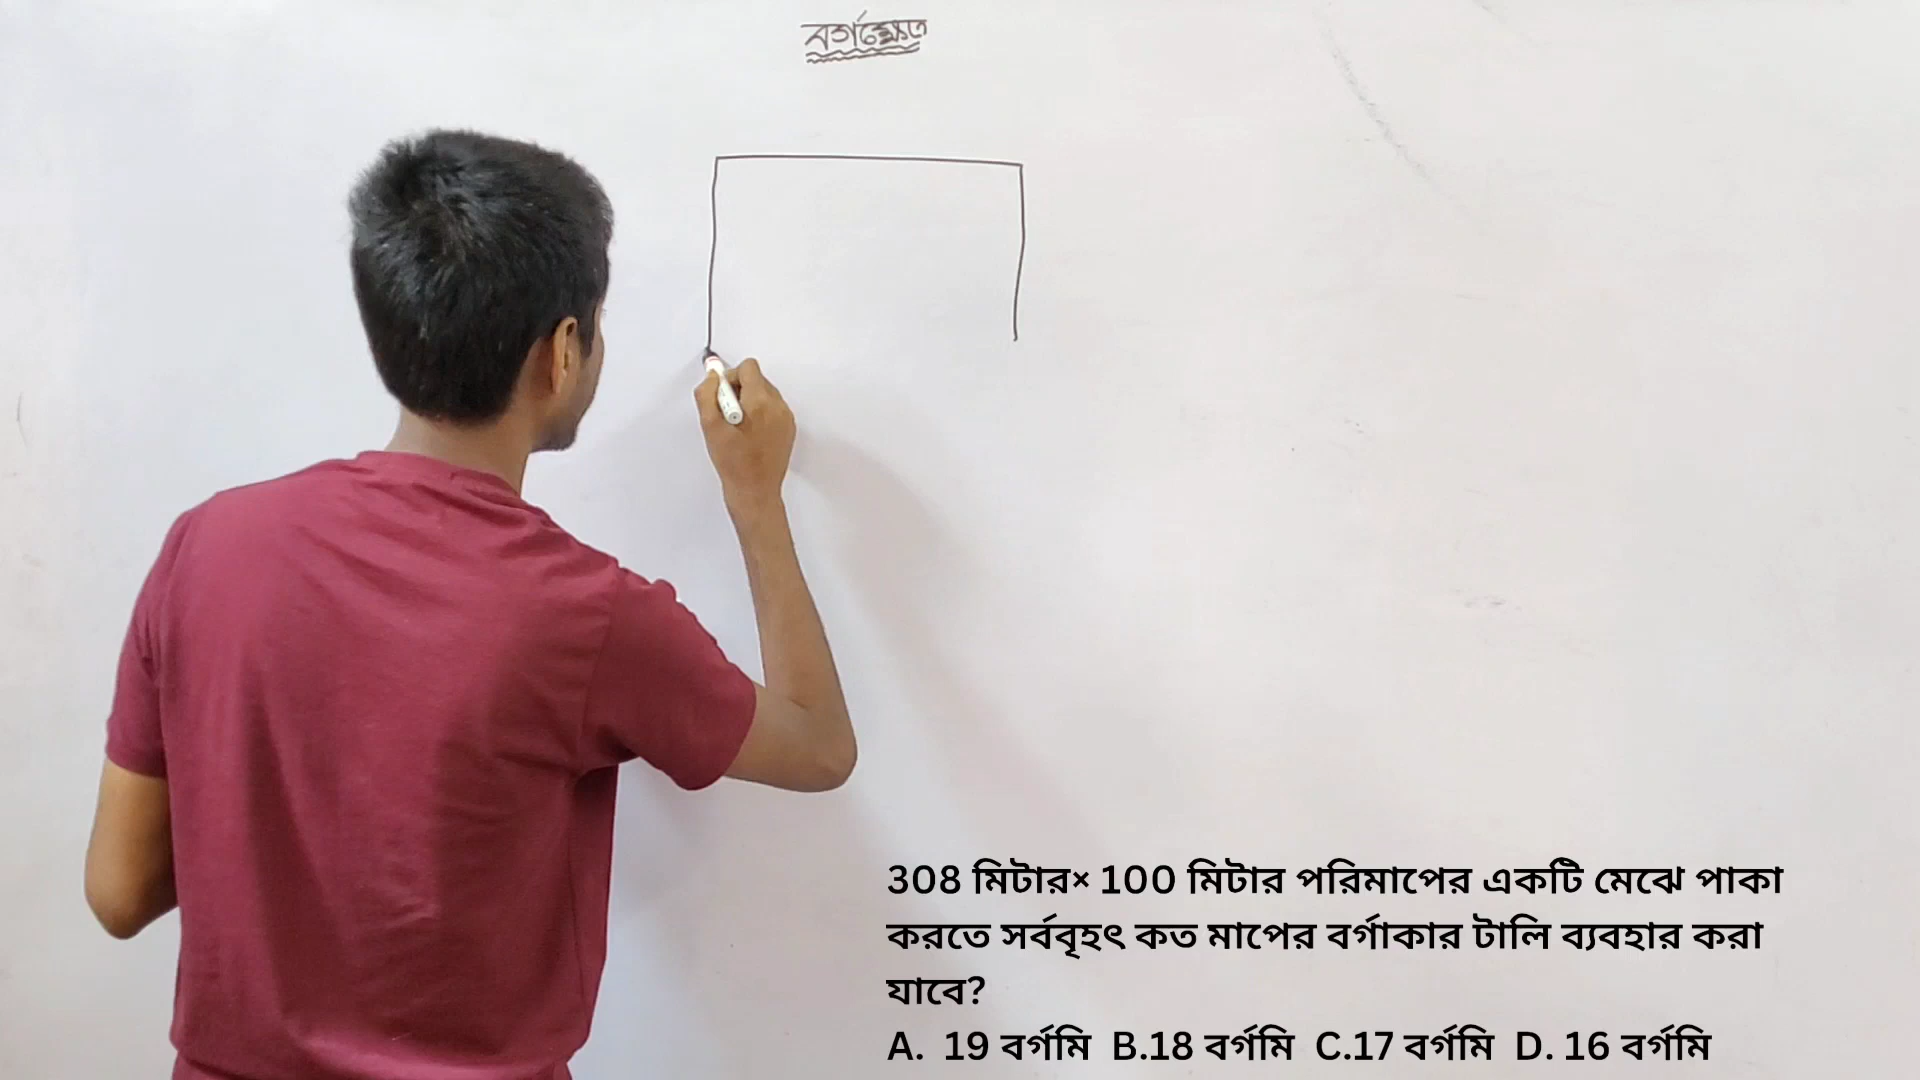 বর্গক্ষেত্র
308 মিটার× 100 মিটার পরিমাপের একটি মেঝে পাকা
করতে সর্ববৃহৎ কত মাপের বর্গাকার টালি ব্যবহার করা
যাবে?
A. 19 বর্গমি B.18 বর্গমি C.17 বর্গমি D. 16 বর্গমি